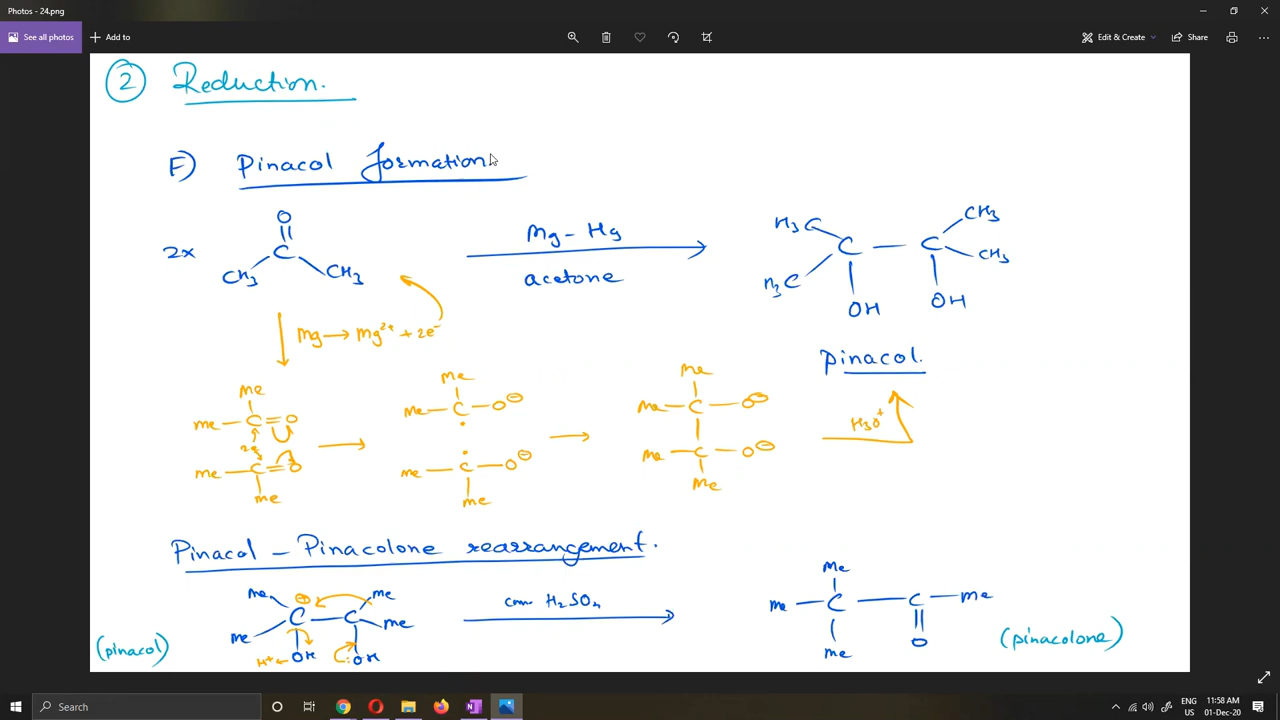 Photos - 24.png
See all photos
Add to
Edit & Create
Share
2 Reduction.
F) Pinacol formation
2x
O
C
CH3 CH3
Mg - Hg
acetone
H3C CH3
C — C
H3C CH3
OH OH
pinacol.
Mg → Mg2+ + 2e-
Me
Me — C = O
Me — C = O
Me
Me
Me — C — O⊖
Me — C — O⊖
Me
Me
Me — C — O⊖
Me — C — O⊖
Me
H3O+
Pinacol - Pinacolone rearrangement.
Me ⊕ Me
C — C
Me Me
H+ OH :OH
(pinacol)
H2SO4
Me
Me — C — C — Me
Me O
(pinacolone)
Search
ENG
US
11:58 AM
01-Dec-20